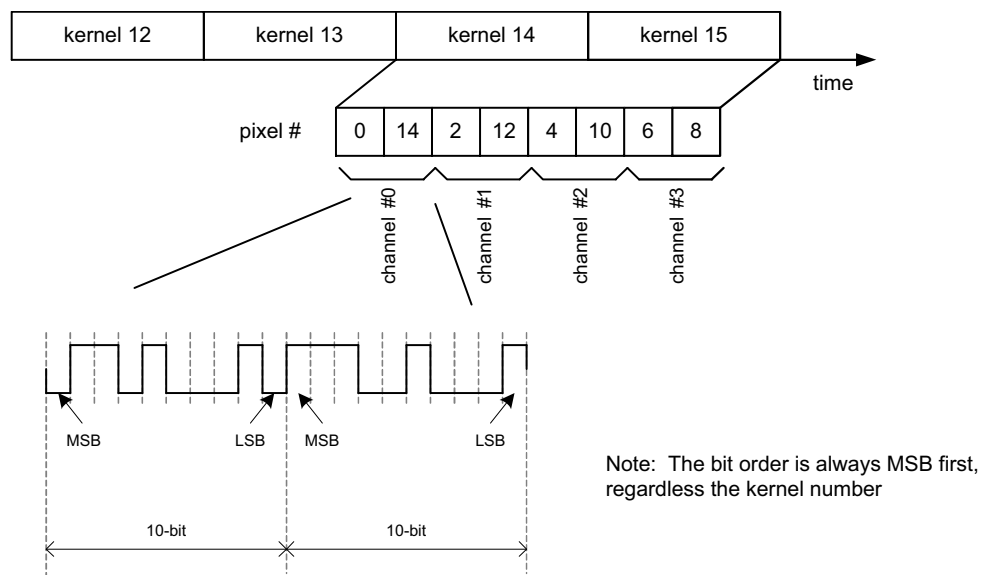 kernel 12 kernel 13 kernel 14 kernel 15
time
pixel # 0 14 2 12 4 10 6 8
channel #0
channel #1
channel #2
channel #3
MSB LSB MSB LSB
Note: The bit order is always MSB first,
regardless the kernel number
10-bit 10-bit